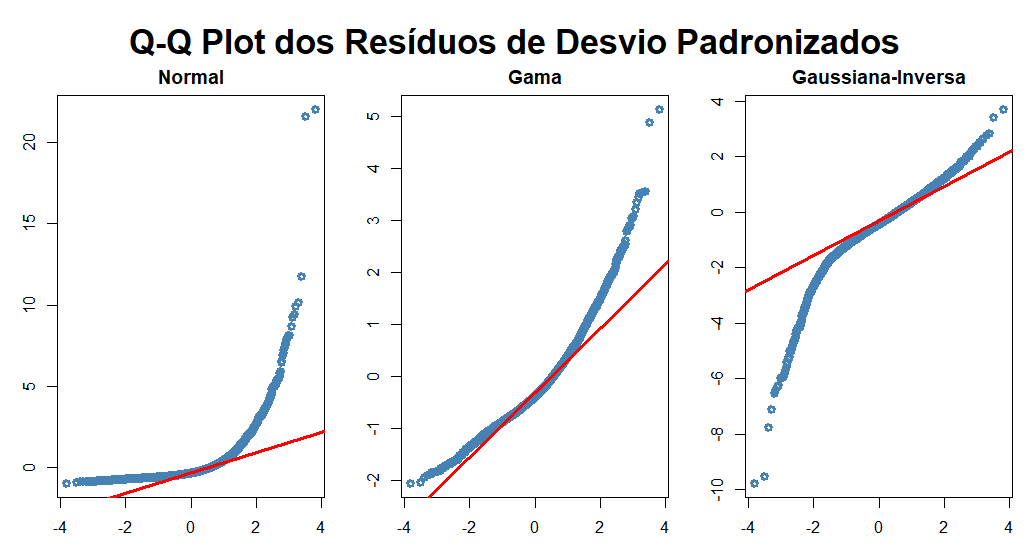 Q-Q Plot dos Resíduos de Desvio Padronizados
Normal
0 5 10 15 20
-4 -2 0 2 4
Gama
-2 -1 0 1 2 3 4 5
-4 -2 0 2 4
Gaussiana-Inversa
-10 -8 -6 -4 -2 0 2 4
-4 -2 0 2 4